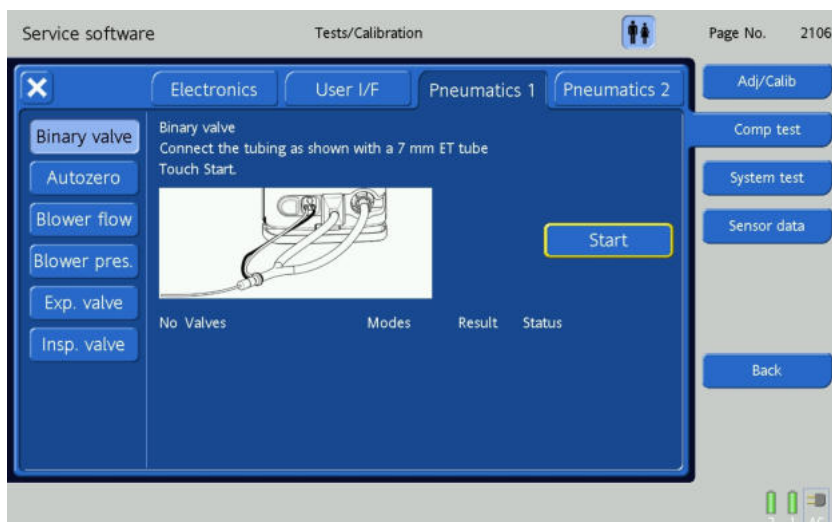 Service software
Tests/Calibration
Page No. 2106
Electronics
User I/F
Pneumatics 1
Pneumatics 2
Adj/Calib
Comp test
System test
Sensor data
Back
Binary valve
Autozero
Blower flow
Blower pres.
Exp. valve
Insp. valve
Binary valve
Connect the tubing as shown with a 7 mm ET tube
Touch Start.
Start
No Valves Modes Result Status